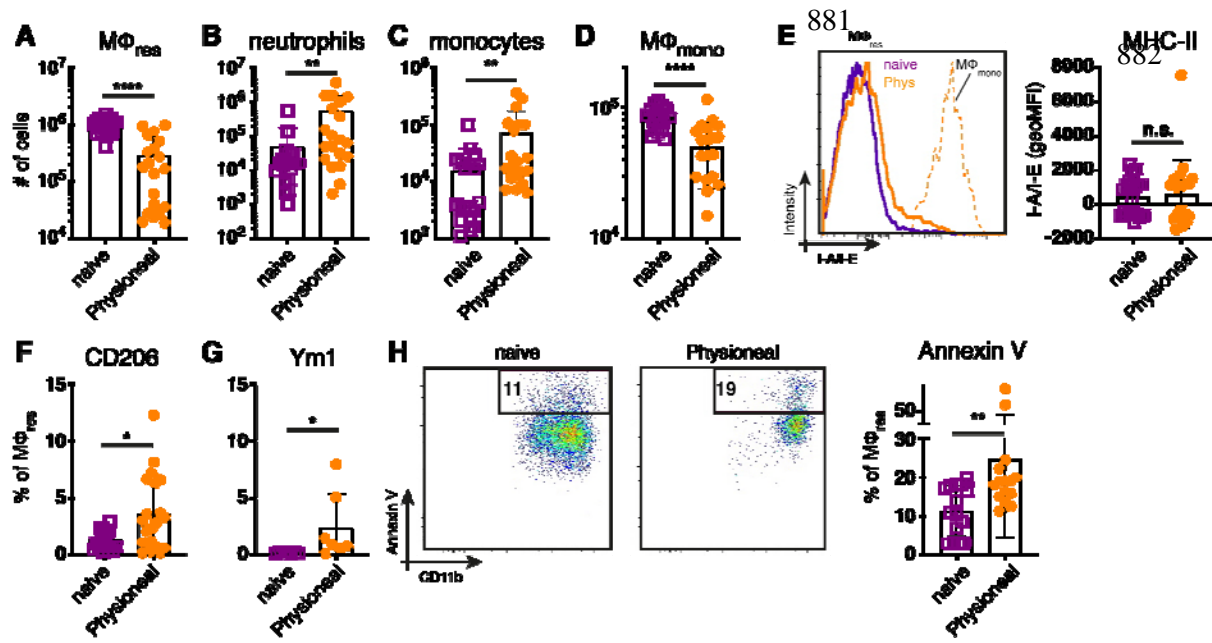 881
882
A MΦres
# of cells
10⁷
10⁶
10⁵
10⁴
****
naive
Physioneal
B neutrophils
10⁷
10⁶
10⁵
10⁴
10³
10²
**
naive
Physioneal
C monocytes
10⁶
10⁵
10⁴
10³
**
naive
Physioneal
D MΦmono
10⁵
10⁴
****
naive
Physioneal
E MΦres
naive
Phys
MΦmono
Intensity
I-A/I-E
MHC-II
I-A/I-E (geoMFI)
8000
6000
4000
2000
0
-2000
n.s.
naive
Physioneal
F CD206
% of MΦres
15
10
5
0
*
naive
Physioneal
G Ym1
15
10
5
0
*
naive
Physioneal
H naive
11
Annexin V
CD11b
Physioneal
19
Annexin V
% of MΦres
50
30
20
10
0
**
naive
Physioneal